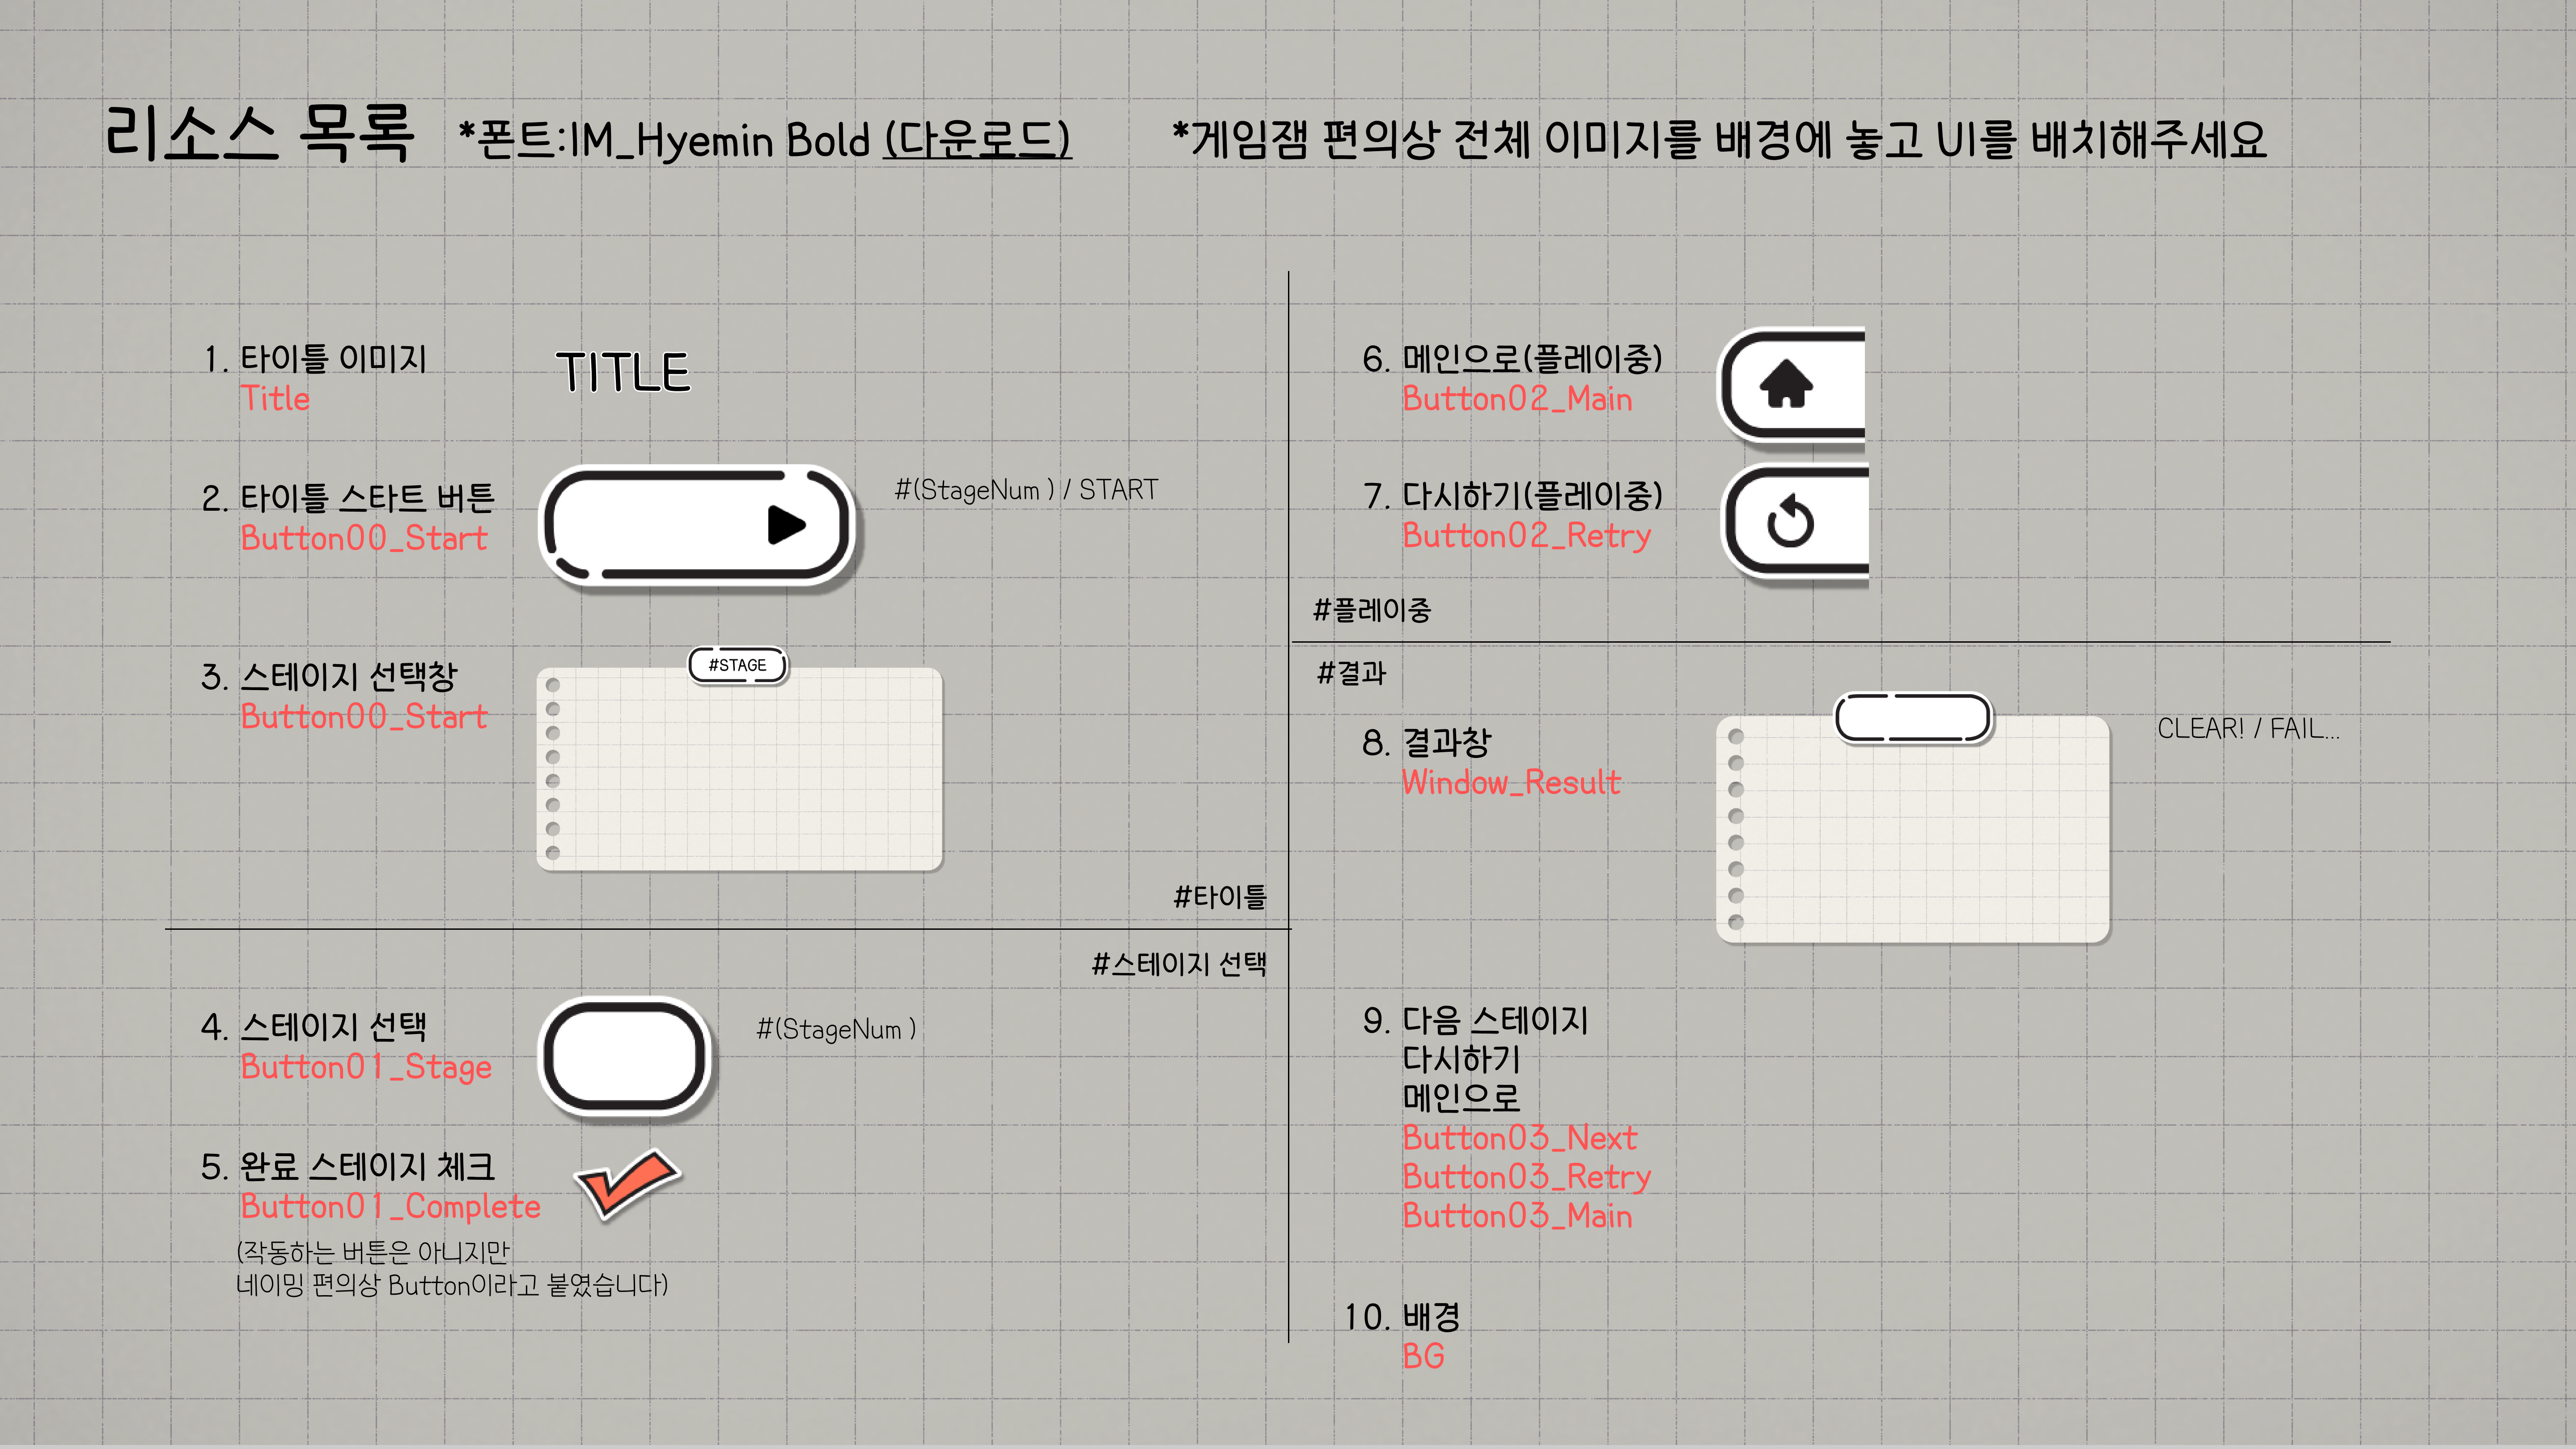 리소스 목록 *폰트:IM_Hyemin Bold (다운로드) *게임잼 편의상 전체 이미지를 배경에 놓고 UI를 배치해주세요
1. 타이틀 이미지
Title
TITLE
2. 타이틀 스타트 버튼
Button00_Start
#(StageNum ) / START
3. 스테이지 선택창
Button00_Start
#STAGE
#타이틀
#스테이지 선택
4. 스테이지 선택
Button01_Stage
#(StageNum )
5. 완료 스테이지 체크
Button01_Complete
(작동하는 버튼은 아니지만
네이밍 편의상 Button이라고 붙였습니다)
6. 메인으로(플레이중)
Button02_Main
7. 다시하기(플레이중)
Button02_Retry
#플레이중
#결과
8. 결과창
Window_Result
CLEAR! / FAIL...
9. 다음 스테이지
다시하기
메인으로
Button03_Next
Button03_Retry
Button03_Main
10. 배경
BG